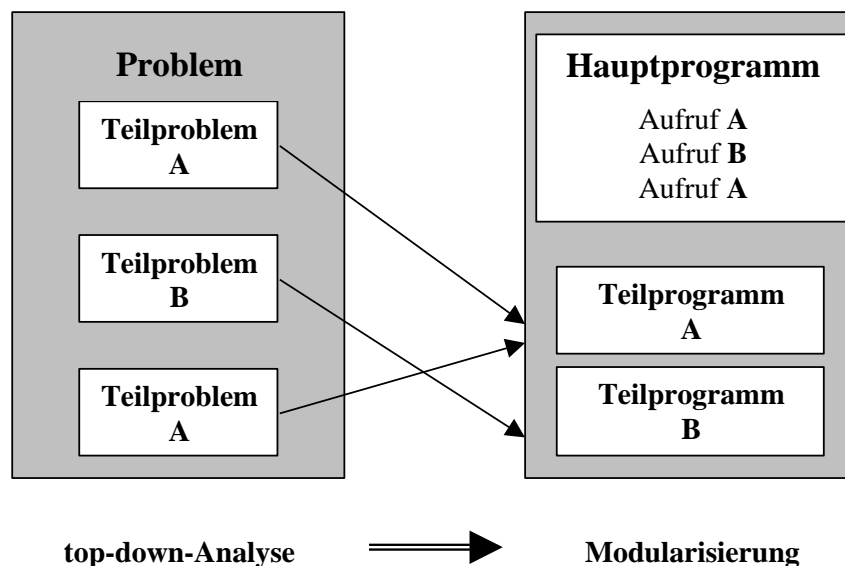 Problem
Teilproblem
A
Teilproblem
B
Teilproblem
A
Hauptprogramm
Aufruf A
Aufruf B
Aufruf A
Teilprogramm
A
Teilprogramm
B
top-down-Analyse
Modularisierung